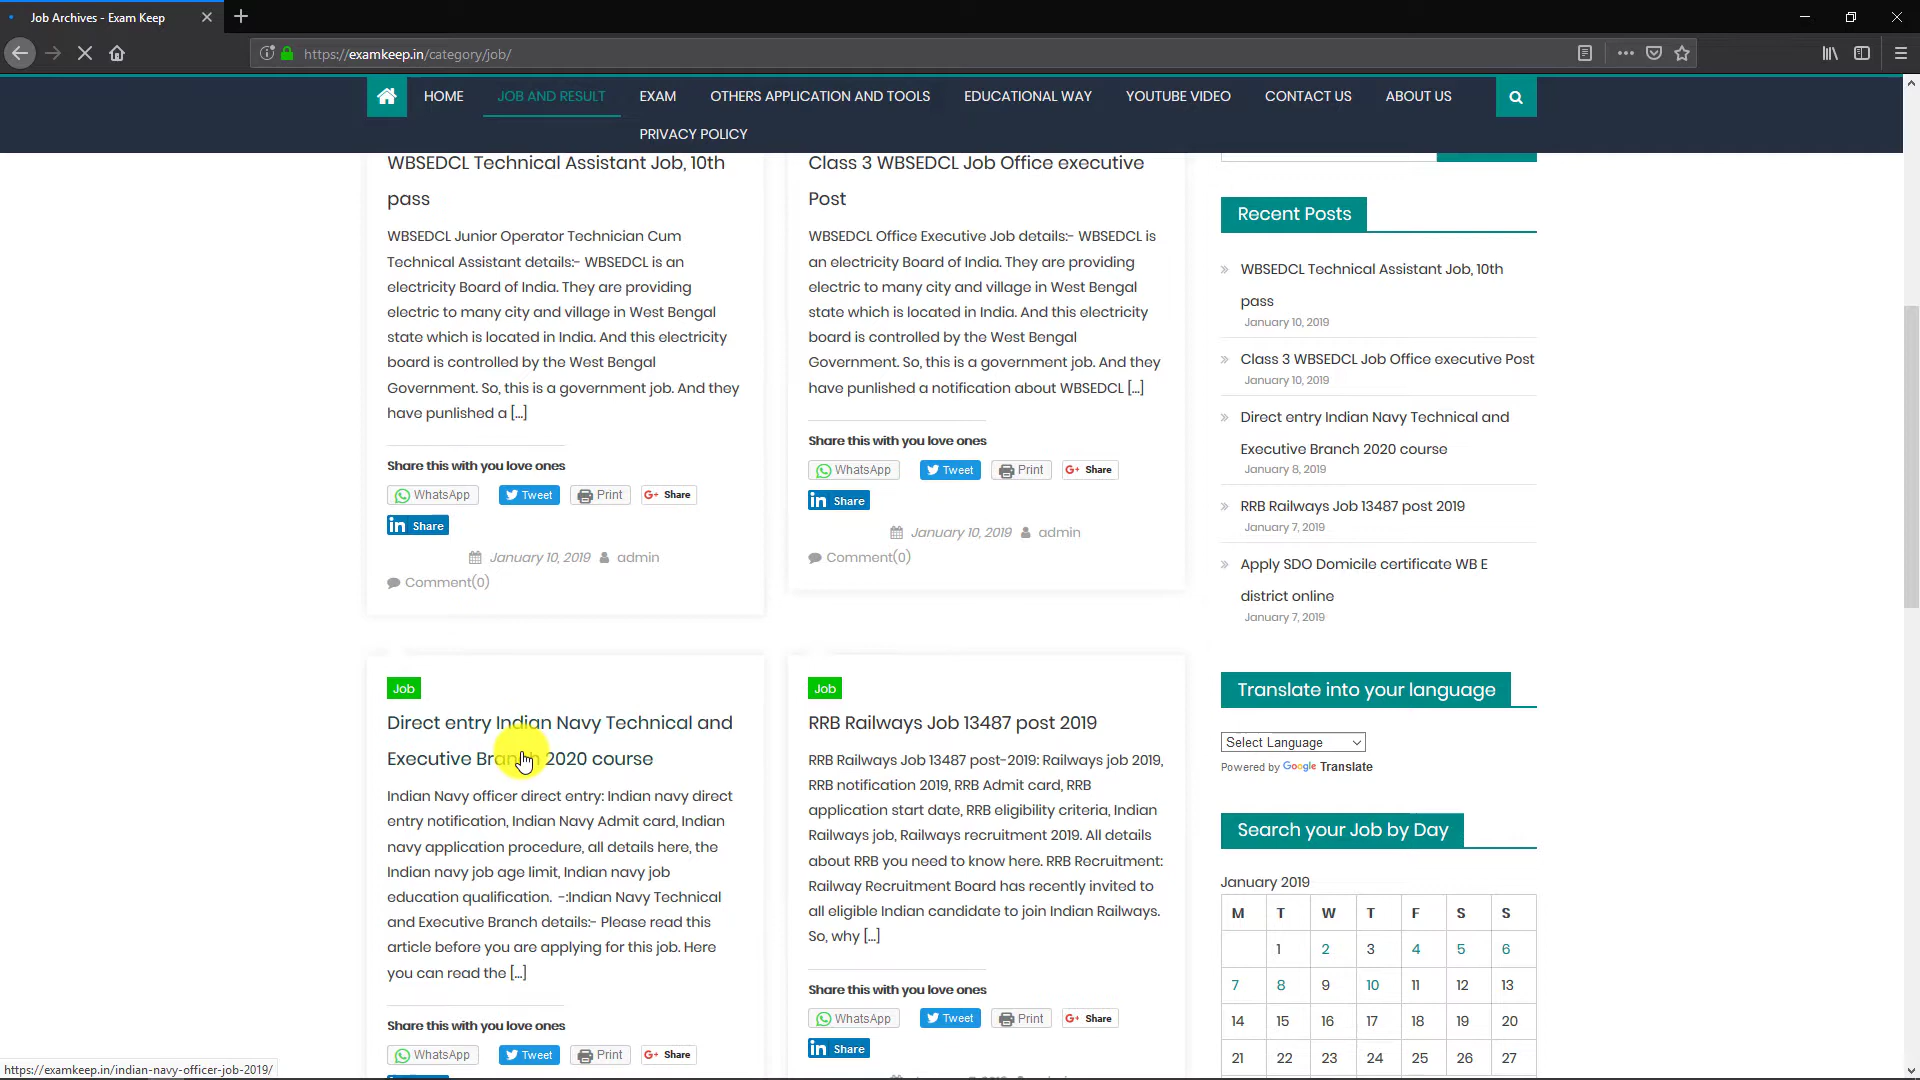 Job Archives - Exam Keep
https://examkeep.in/category/job/
HOME
JOB AND RESULT
EXAM
OTHERS APPLICATION AND TOOLS
EDUCATIONAL WAY
YOUTUBE VIDEO
CONTACT US
ABOUT US
PRIVACY POLICY
WBSEDCL Technical Assistant Job, 10th
pass
WBSEDCL Junior Operator Technician Cum
Technical Assistant details:- WBSEDCL is an
electricity Board of India. They are providing
electric to many city and village in West Bengal
state which is located in India. And this electricity
board is controlled by the West Bengal
Government. So, this is a government job. And they
have punlished a [...]
Share this with you love ones
WhatsApp Tweet Print Share
Share
January 10, 2019 admin
Comment(0)
Class 3 WBSEDCL Job Office executive
Post
WBSEDCL Office Executive Job details:- WBSEDCL is
an electricity Board of India. They are providing
electric to many city and village in West Bengal
state which is located in India. And this electricity
board is controlled by the West Bengal
Government. So, this is a government job. And they
have punlished a notification about WBSEDCL [...]
Share this with you love ones
WhatsApp Tweet Print Share
Share
January 10, 2019 admin
Comment(0)
Job
Direct entry Indian Navy Technical and
Executive Branch 2020 course
Indian Navy officer direct entry: Indian navy direct
entry notification, Indian Navy Admit card, Indian
navy application procedure, all details here, the
Indian navy job age limit, Indian navy job
education qualification. -:Indian Navy Technical
and Executive Branch details:- Please read this
article before you are applying for this job. Here
you can read the [...]
Share this with you love ones
WhatsApp Tweet Print Share
Job
RRB Railways Job 13487 post 2019
RRB Railways Job 13487 post-2019: Railways job 2019,
RRB notification 2019, RRB Admit card, RRB
application start date, RRB eligibility criteria, Indian
Railways job, Railways recruitment 2019. All details
about RRB you need to know here. RRB Recruitment:
Railway Recruitment Board has recently invited to
all eligible Indian candidate to join Indian Railways.
So, why [...]
Share this with you love ones
WhatsApp Tweet Print Share
Share
Recent Posts
WBSEDCL Technical Assistant Job, 10th
pass
January 10, 2019
Class 3 WBSEDCL Job Office executive Post
January 10, 2019
Direct entry Indian Navy Technical and
Executive Branch 2020 course
January 8, 2019
RRB Railways Job 13487 post 2019
January 7, 2019
Apply SDO Domicile certificate WB E
district online
January 7, 2019
Translate into your language
Select Language
Powered by Google Translate
Search your Job by Day
January 2019
M T W T F S S
1 2 3 4 5 6
7 8 9 10 11 12 13
14 15 16 17 18 19 20
21 22 23 24 25 26 27
https://examkeep.in/indian-navy-officer-job-2019/